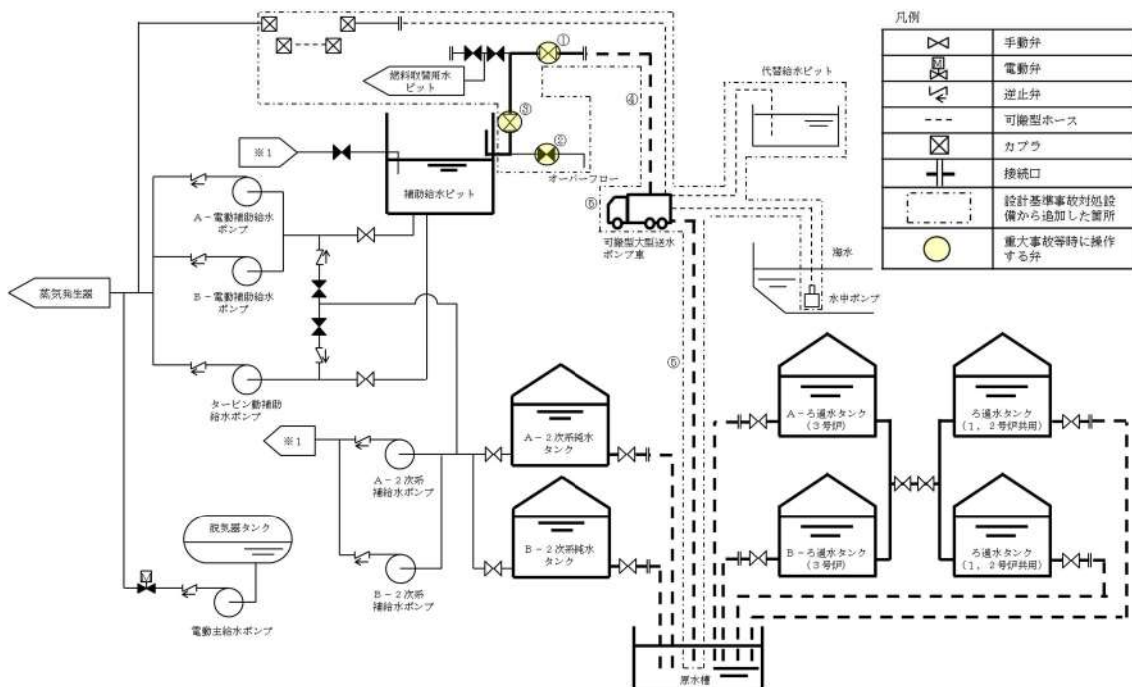 凡例
手動弁
電動弁
逆止弁
可搬型ホース
カプラ
接続口
設計基準事故対処設
備から追加した箇所
重大事故等時に操作
する弁
M
①
燃料取替用水
ピット
③
②
オーバーフロー
④
代替給水ピット
※1
補助給水ピット
⑤
可搬型大型送水
ポンプ車
海水
水中ポンプ
A-電動補助給水
ポンプ
B-電動補助給水
ポンプ
蒸気発生器
タービン動補助
給水ポンプ
⑤
※1
A-2次系
補給水ポンプ
B-2次系
補給水ポンプ
A-2次系純水
タンク
B-2次系純水
タンク
A-ろ過水タンク
(3号炉)
ろ過水タンク
(1,2号炉共用)
B-ろ過水タンク
(3号炉)
ろ過水タンク
(1,2号炉共用)
脱気器タンク
M
電動主給水ポンプ
原水槽